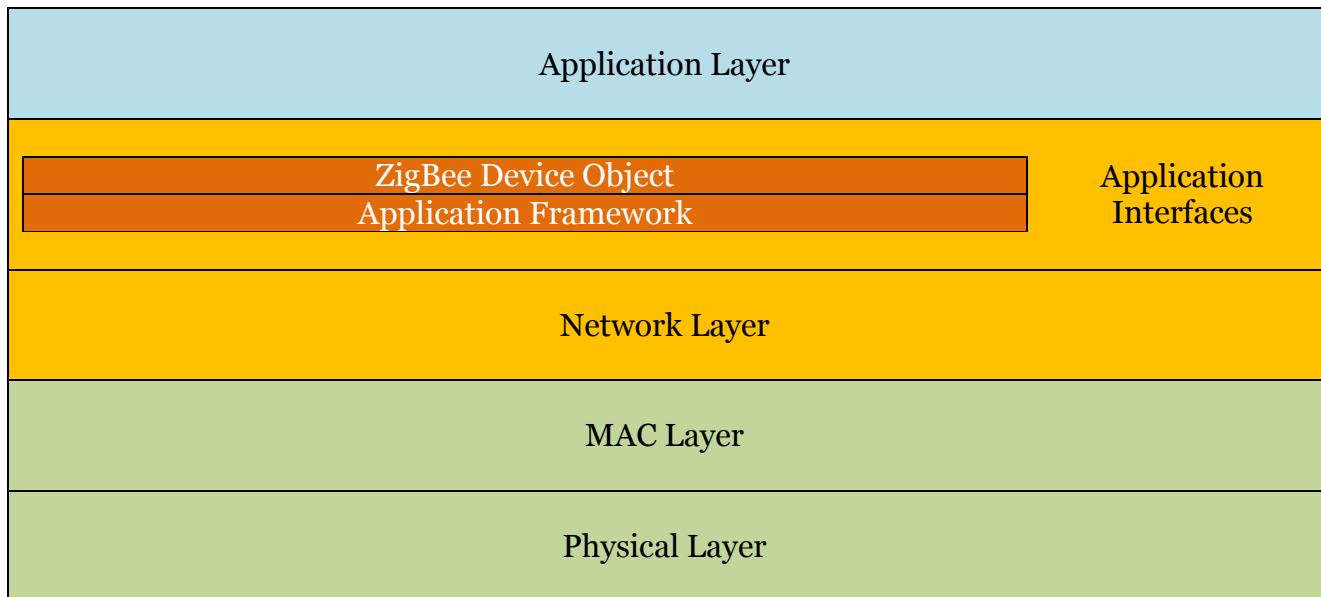 Application Layer
ZigBee Device Object
Application Framework
Application
Interfaces
Network Layer
MAC Layer
Physical Layer